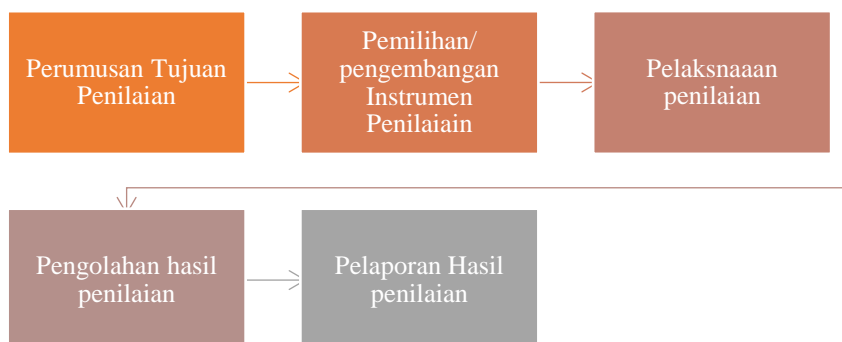 Perumusan Tujuan
Penilaian
Pemilihan/
pengembangan
Instrumen
Penilaiain
Pelaksnaaan
penilaian
Pengolahan hasil
penilaian
Pelaporan Hasil
penilaian